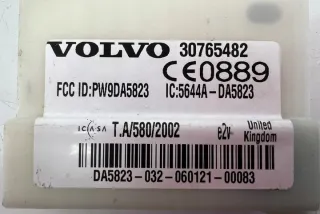 VOLVO 30765482
CE0889
FCC ID:PW9DA5823 IC:5644A-DA5823
ICASA T.A/580/2002 e2v United Kingdom
DA5823-032-060121-00083